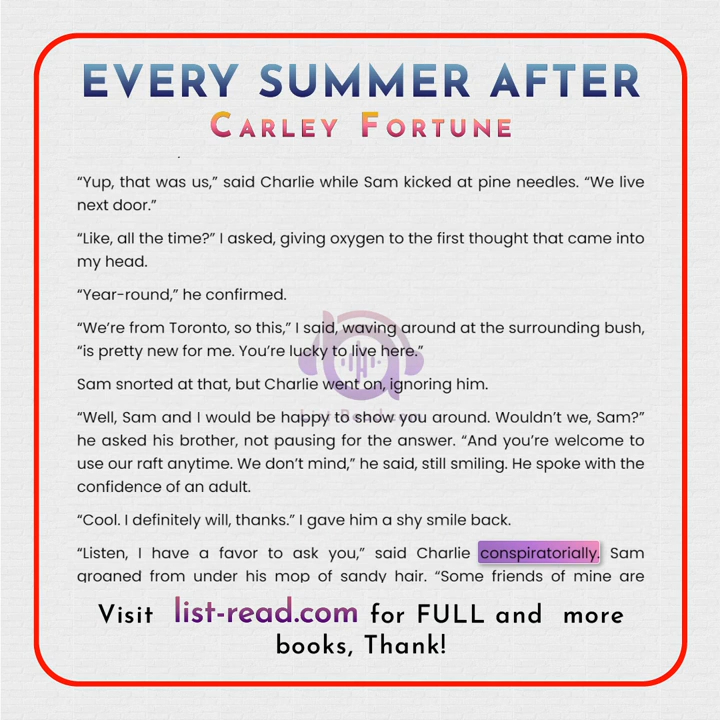 EVERY SUMMER AFTER
CARLEY FORTUNE
“Yup, that was us,” said Charlie while Sam kicked at pine needles. “We live
next door.”
“Like, all the time?” I asked, giving oxygen to the first thought that came into
my head.
“Year-round,” he confirmed.
“We’re from Toronto, so this,” I said, waving around at the surrounding bush,
“is pretty new for me. You’re lucky to live here.”
Sam snorted at that, but Charlie went on, ignoring him.
“Well, Sam and I would be happy to show you around. Wouldn’t we, Sam?”
he asked his brother, not pausing for the answer. “And you’re welcome to
use our raft anytime. We don’t mind,” he said, still smiling. He spoke with the
confidence of an adult.
“Cool. I definitely will, thanks.” I gave him a shy smile back.
“Listen, I have a favor to ask you,” said Charlie conspiratorially. Sam
groaned from under his mop of sandy hair. “Some friends of mine are
Visit list-read.com for FULL and more
books, Thank!